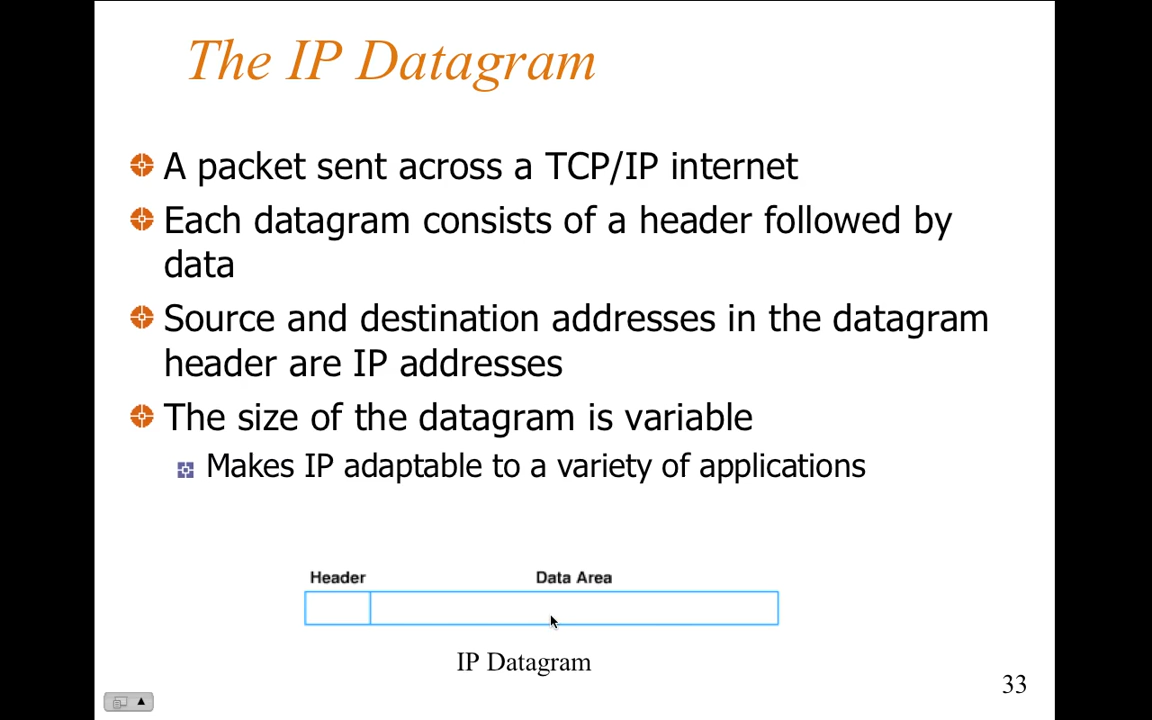 The IP Datagram
A packet sent across a TCP/IP internet
Each datagram consists of a header followed by
data
Source and destination addresses in the datagram
header are IP addresses
The size of the datagram is variable
Makes IP adaptable to a variety of applications
Header Data Area
IP Datagram
33